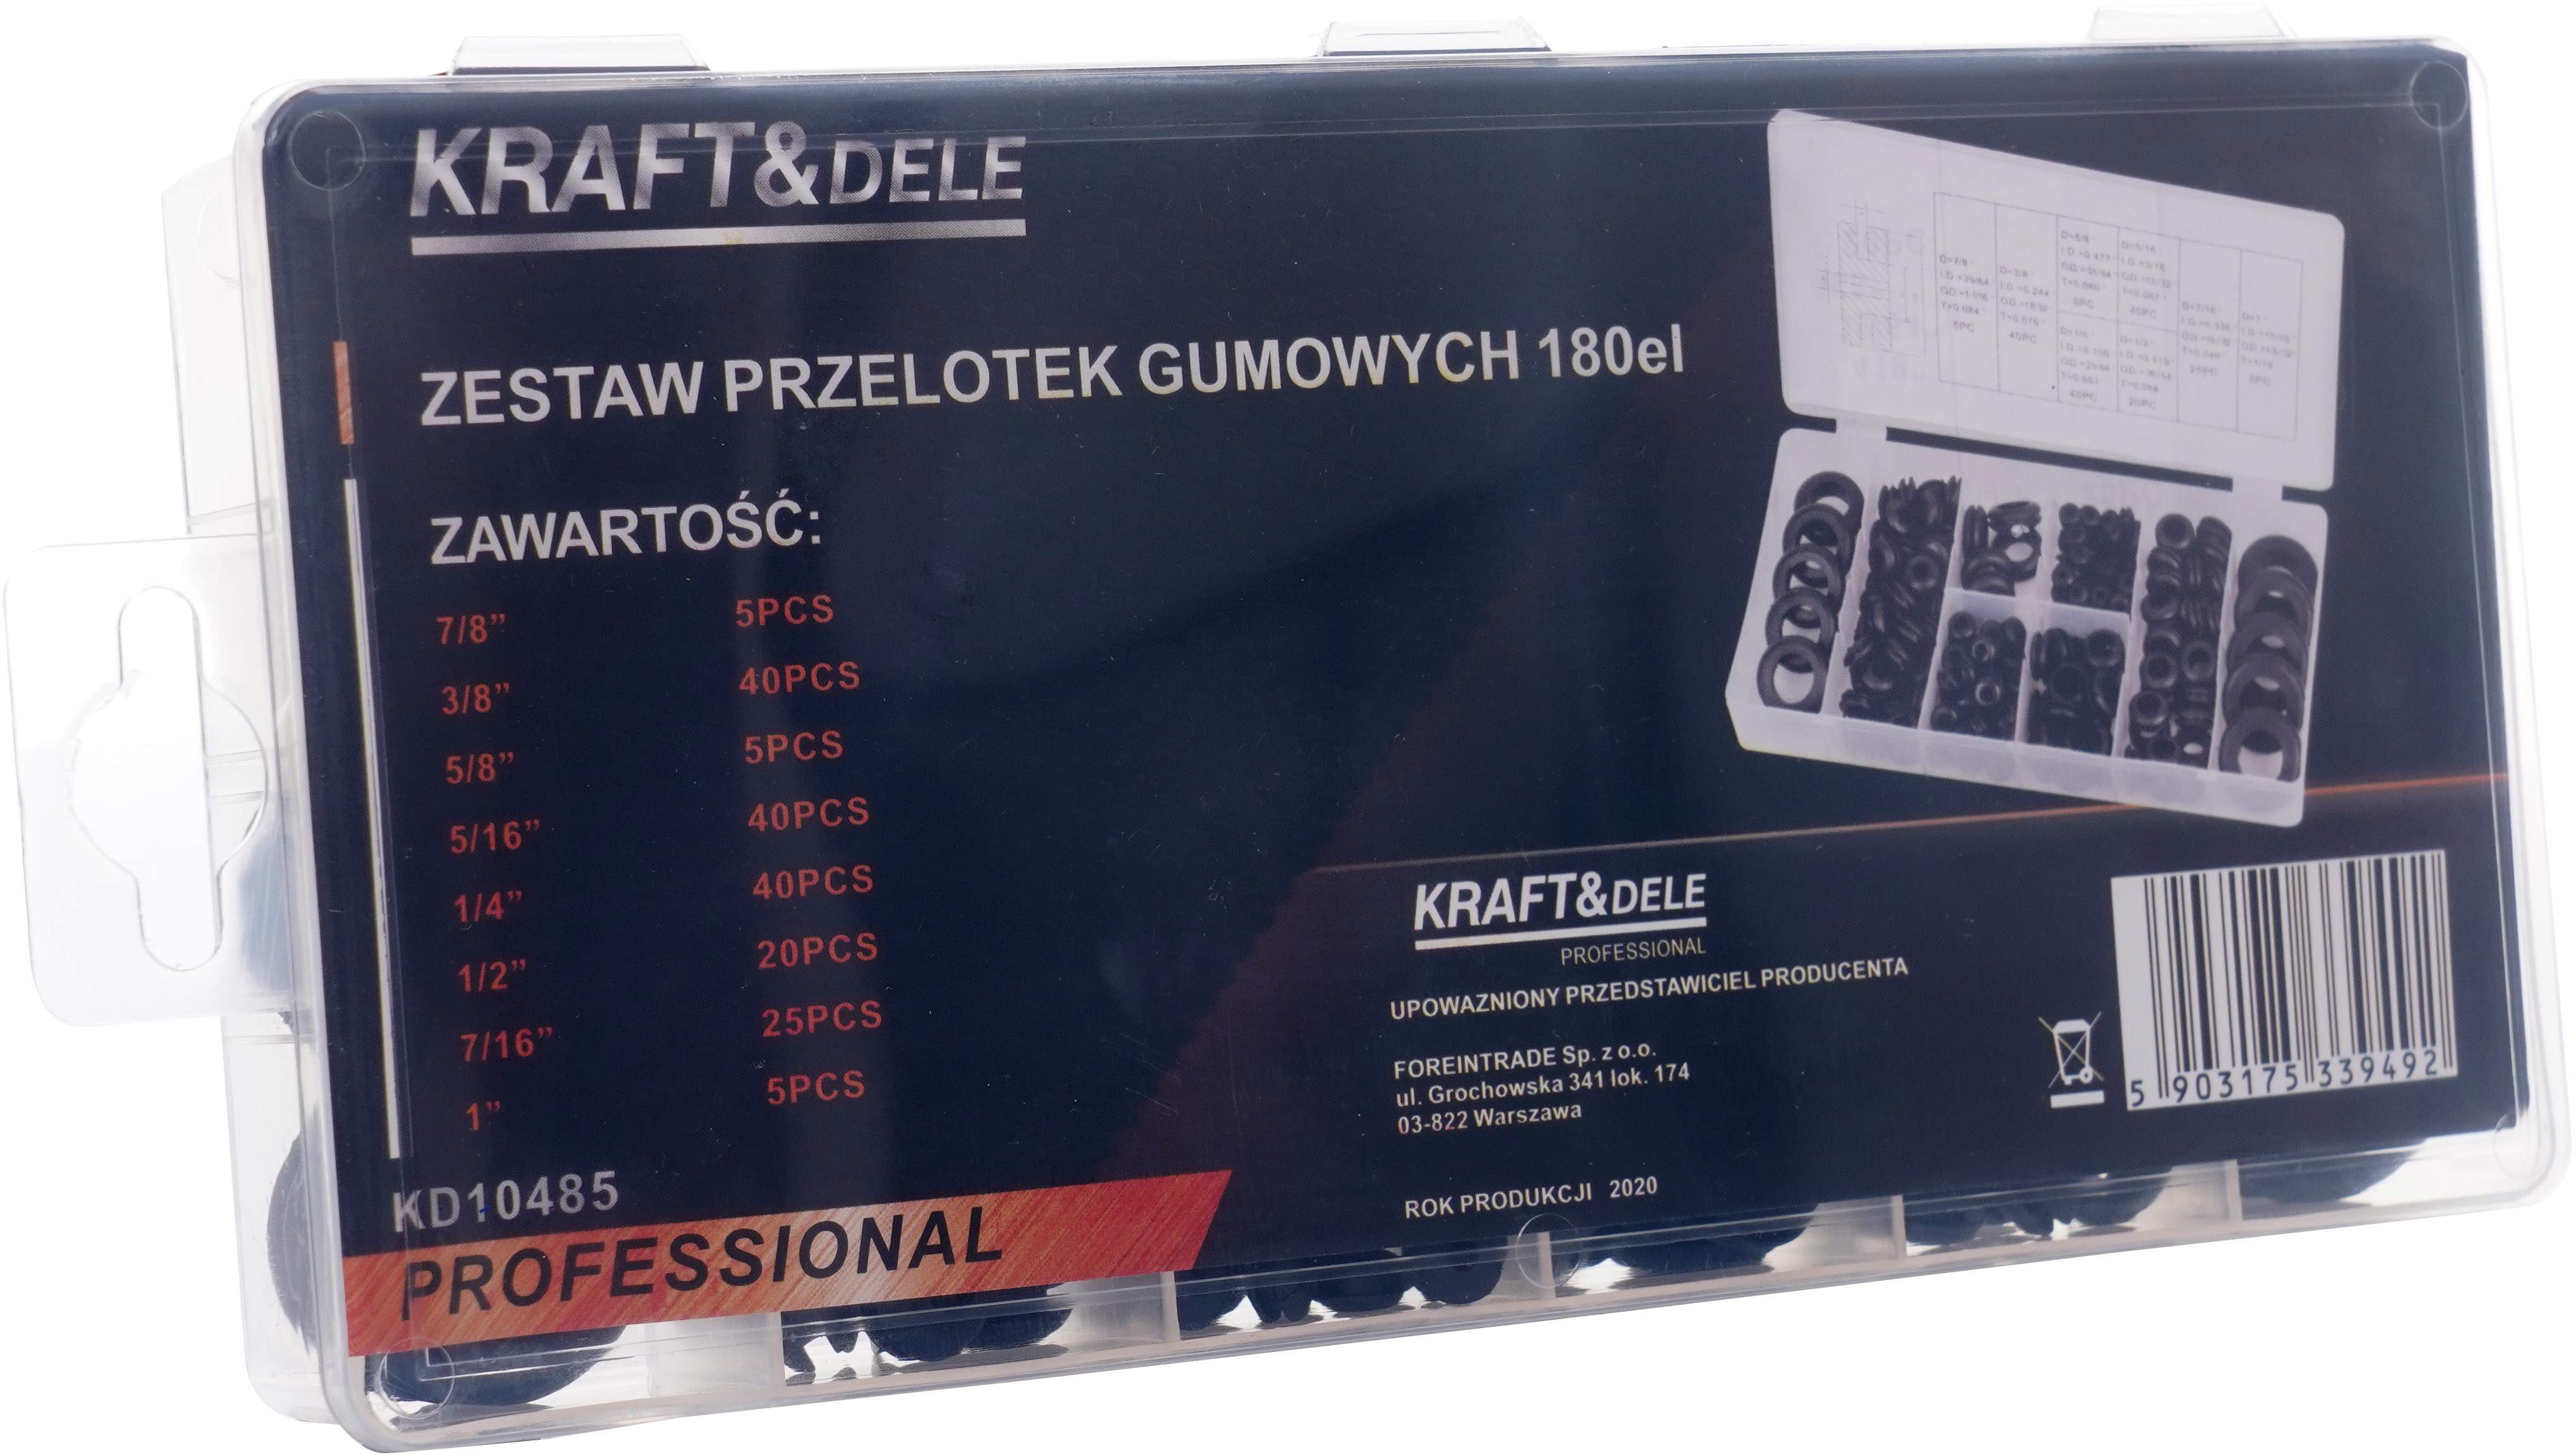 KRAFT&DELE
ZESTAW PRZELOTEK GUMOWYCH 180el
ZAWARTOŚĆ:
7/8” 5PCS
3/8” 40PCS
5/8” 5PCS
5/16” 40PCS
1/4” 40PCS
1/2” 20PCS
7/16” 25PCS
1” 5PCS
KD10485
PROFESSIONAL
KRAFT&DELE
PROFESSIONAL
UPOWAZNIONY PRZEDSTAWICIEL PRODUCENTA
FOREINTRADE Sp. z o.o.
ul. Grochowska 341 lok. 174
03-822 Warszawa
ROK PRODUKCJI 2020
5 903175 339492